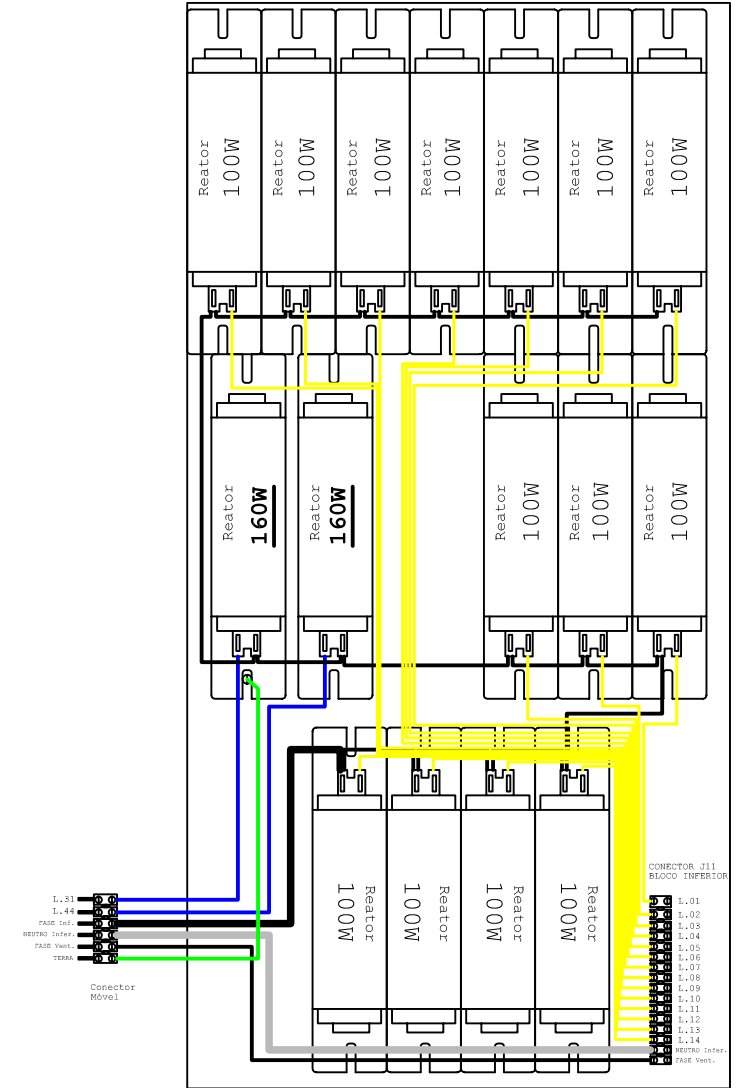 Reator 100W
Reator 100W
Reator 100W
Reator 100W
Reator 100W
Reator 100W
Reator 100W
Reator 160W
Reator 160W
Reator 100W
Reator 100W
Reator 100W
Reator 100W
Reator 100W
Reator 100W
Reator 100W
L.31
L.44
FASE Inf.
NEUTRO Infer.
FASE Vent.
TERRA
Conector
Móvel
CONECTOR J11
BLOCO INFERIOR
L.01
L.02
L.03
L.04
L.05
L.06
L.07
L.08
L.09
L.10
L.11
L.12
L.13
L.14
NEUTRO Infer.
FASE Vent.